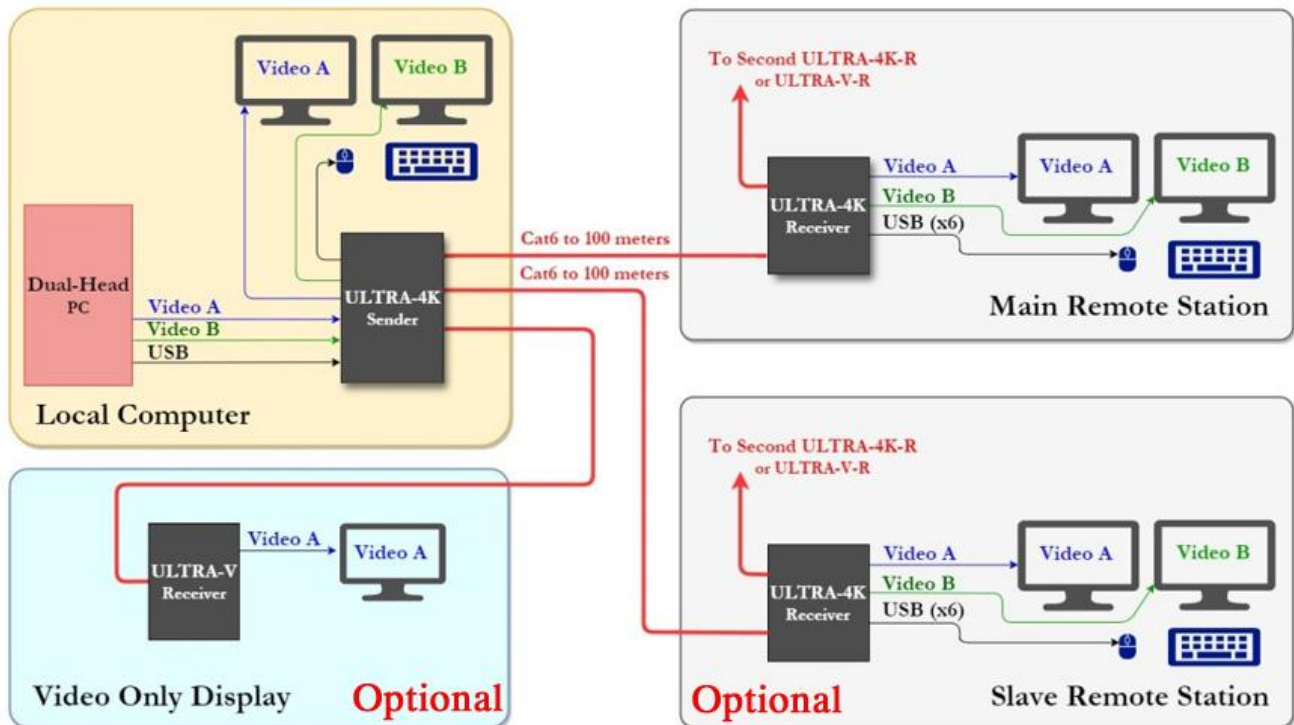 Video A
Video B
Dual-Head
PC
Video A
Video B
USB
ULTRA-4K
Sender
Local Computer
Cat6 to 100 meters
Cat6 to 100 meters
To Second ULTRA-4K-R
or ULTRA-V-R
ULTRA-4K
Receiver
Video A
Video B
USB (x6)
Video A
Video B
Main Remote Station
ULTRA-V
Receiver
Video A
Video A
Video Only Display
Optional
To Second ULTRA-4K-R
or ULTRA-V-R
ULTRA-4K
Receiver
Video A
Video B
USB (x6)
Video A
Video B
Optional
Slave Remote Station